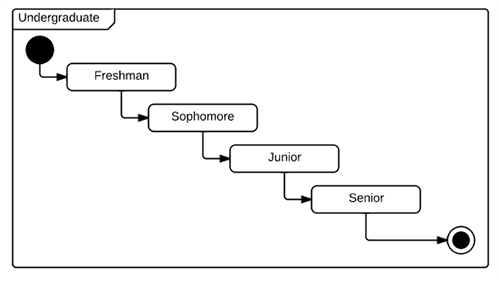 Undergraduate
Freshman
Sophomore
Junior
Senior